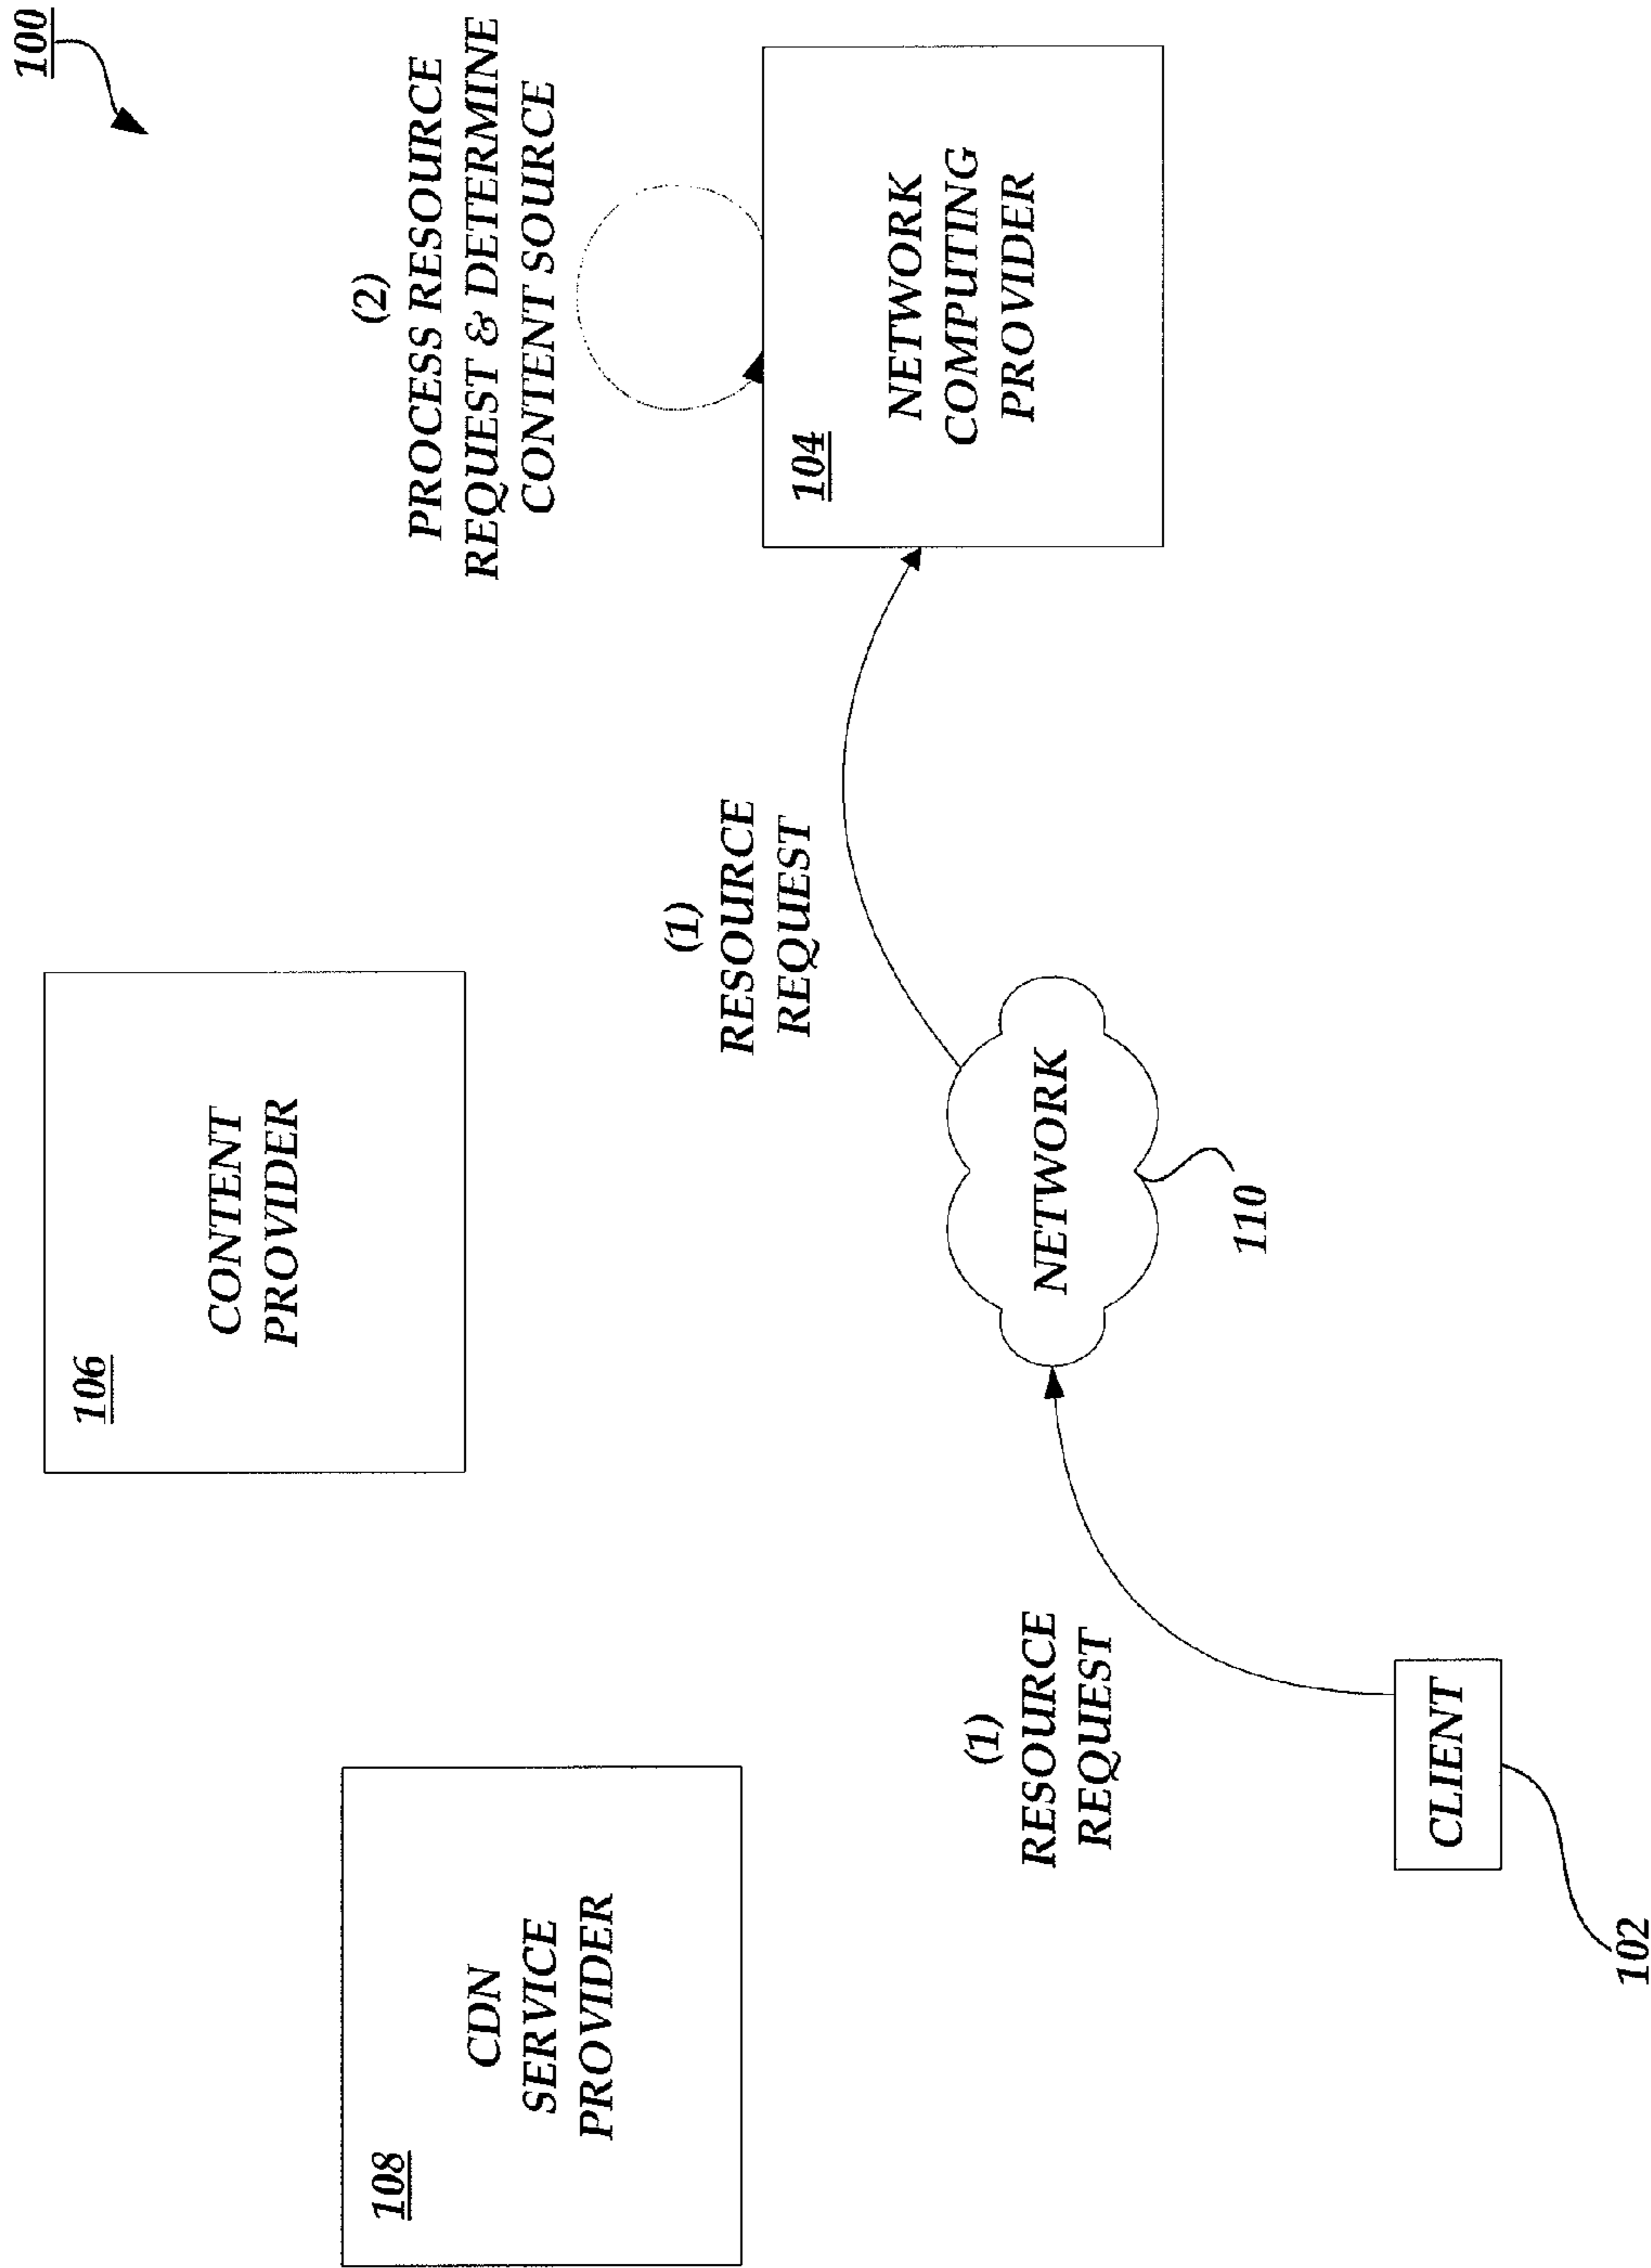 100
106
CONTENT
PROVIDER
108
CDN
SERVICE
PROVIDER
(2)
PROCESS RESOURCE
REQUEST & DETERMINE
CONTENT SOURCE
(1)
RESOURCE
REQUEST
104
NETWORK
COMPUTING
PROVIDER
(1)
RESOURCE
REQUEST
NETWORK
110
CLIENT
102